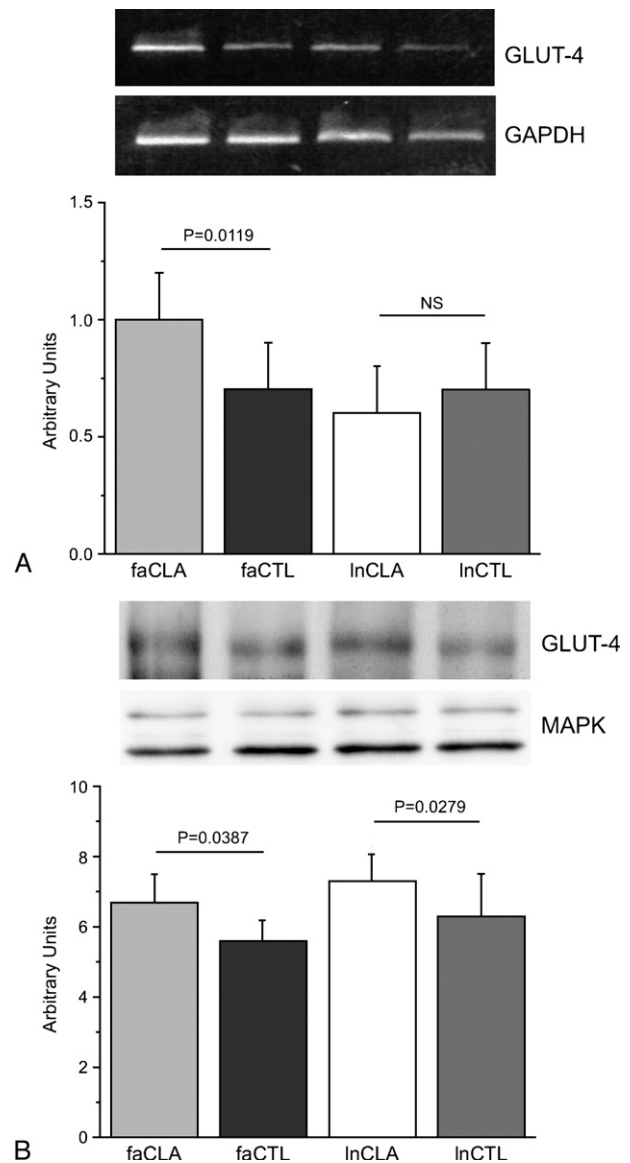 GLUT-4
GAPDH
1.5
P=0.0119
NS
1.0
Arbitrary Units
0.5
0.0
A
faCLA faCTL lnCLA lnCTL
GLUT-4
MAPK
10
P=0.0387
P=0.0279
8
6
Arbitrary Units
4
2
0
B
faCLA faCTL lnCLA lnCTL